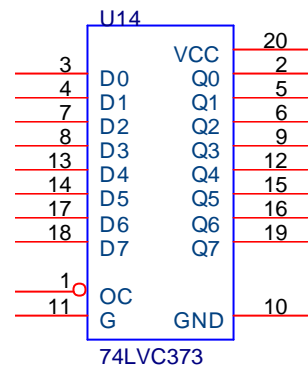 U14
VCC 20
3 D0 Q0 2
4 D1 Q1 5
7 D2 Q2 6
8 D3 Q3 9
13 D4 Q4 12
14 D5 Q5 15
17 D6 Q6 16
18 D7 Q7 19
1 OC
11 G GND 10
74LVC373